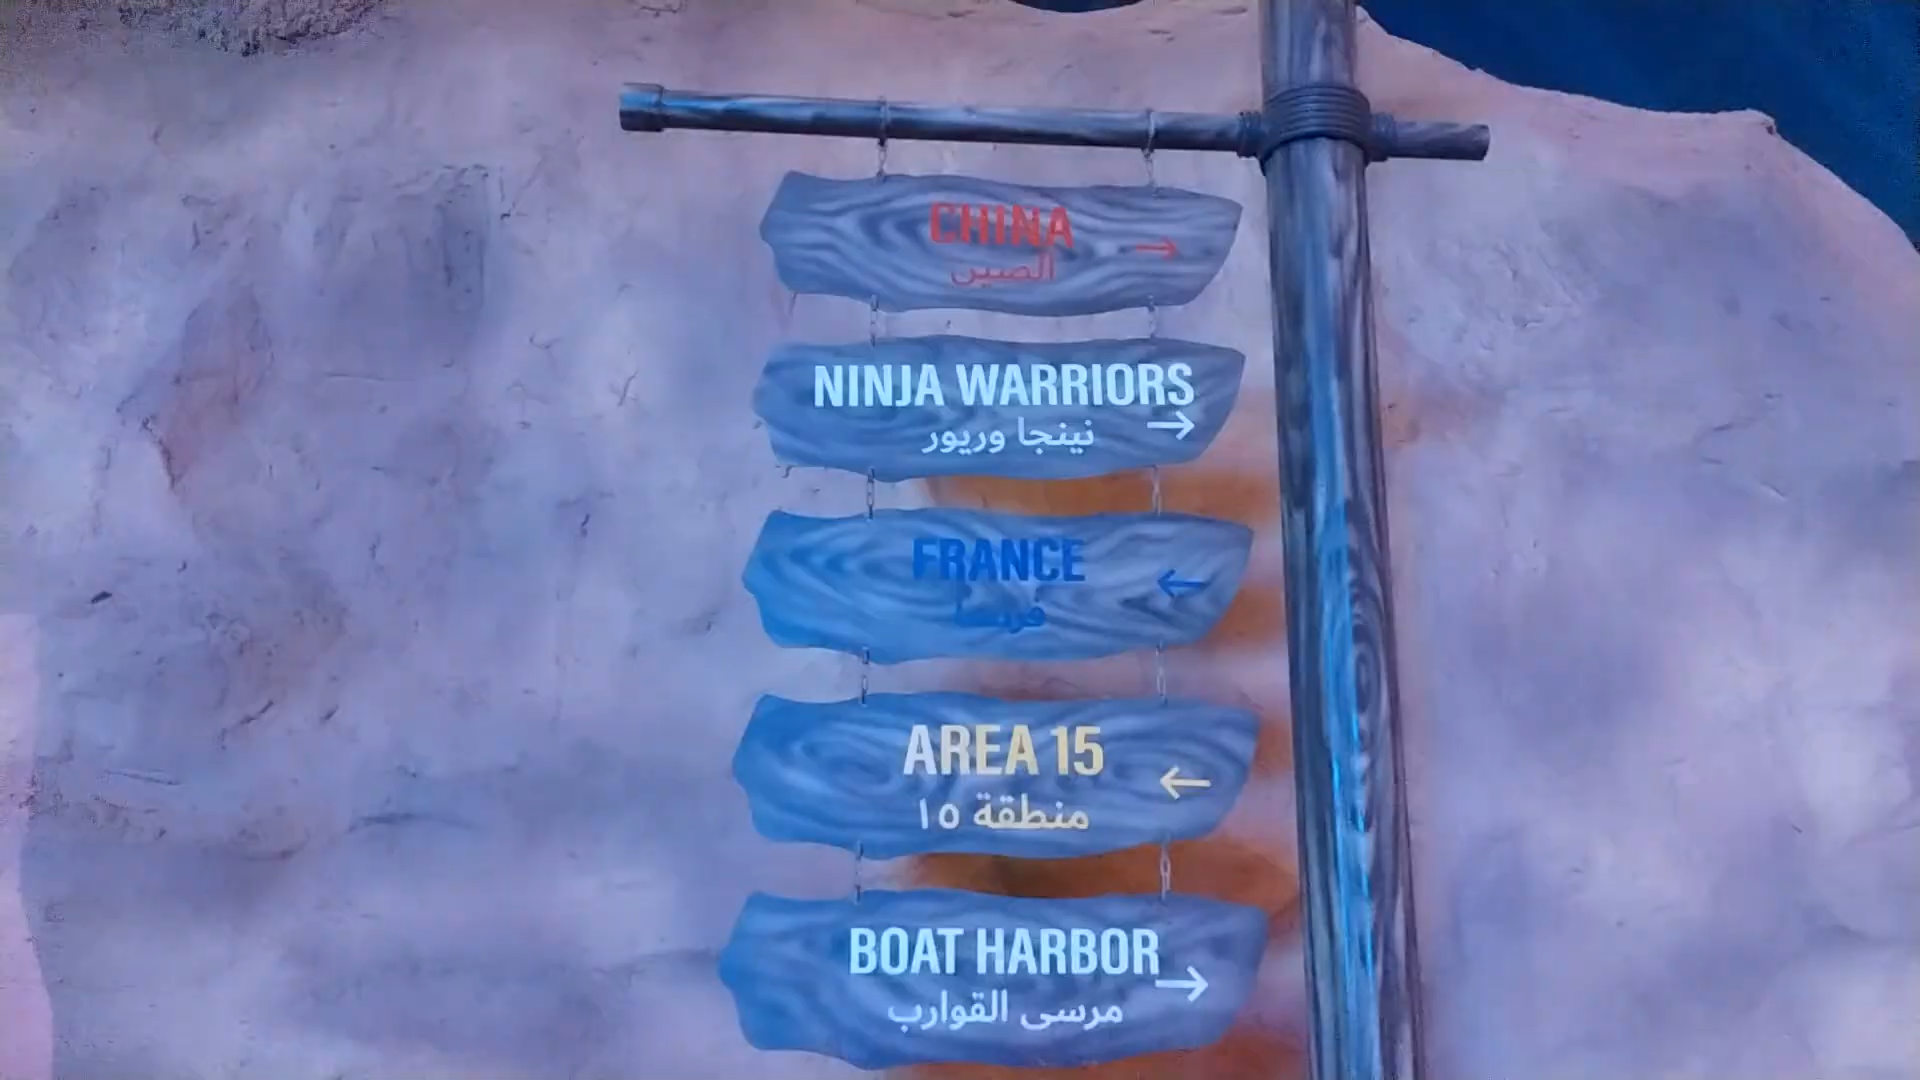 CHINA →
الصين
NINJA WARRIORS
نينجا وريور →
FRANCE ←
فرنسا
AREA 15 ←
منطقة ١٥
BOAT HARBOR
مرسى القوارب →